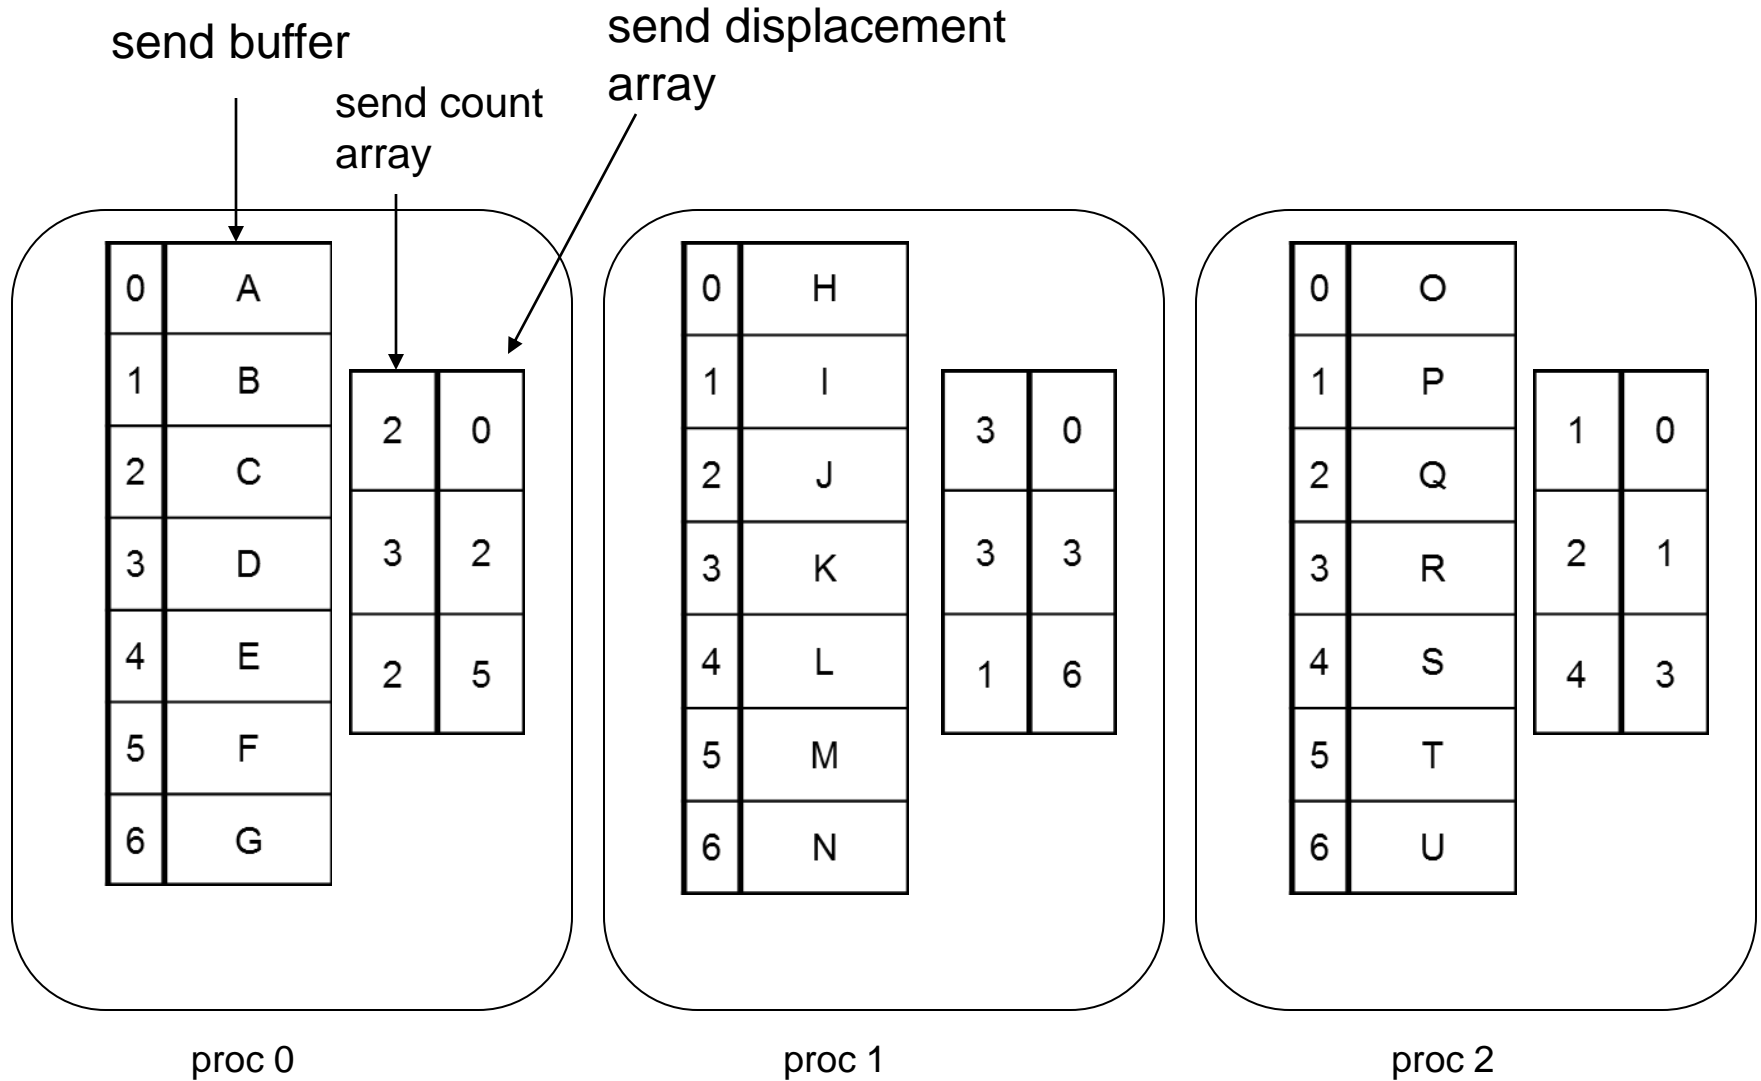 send buffer
send count
array
send displacement
array
0 A
1 B
2 C
3 D
4 E
5 F
6 G
2 0
3 2
2 5
proc 0
0 H
1 I
2 J
3 K
4 L
5 M
6 N
3 0
3 3
1 6
proc 1
0 O
1 P
2 Q
3 R
4 S
5 T
6 U
1 0
2 1
4 3
proc 2